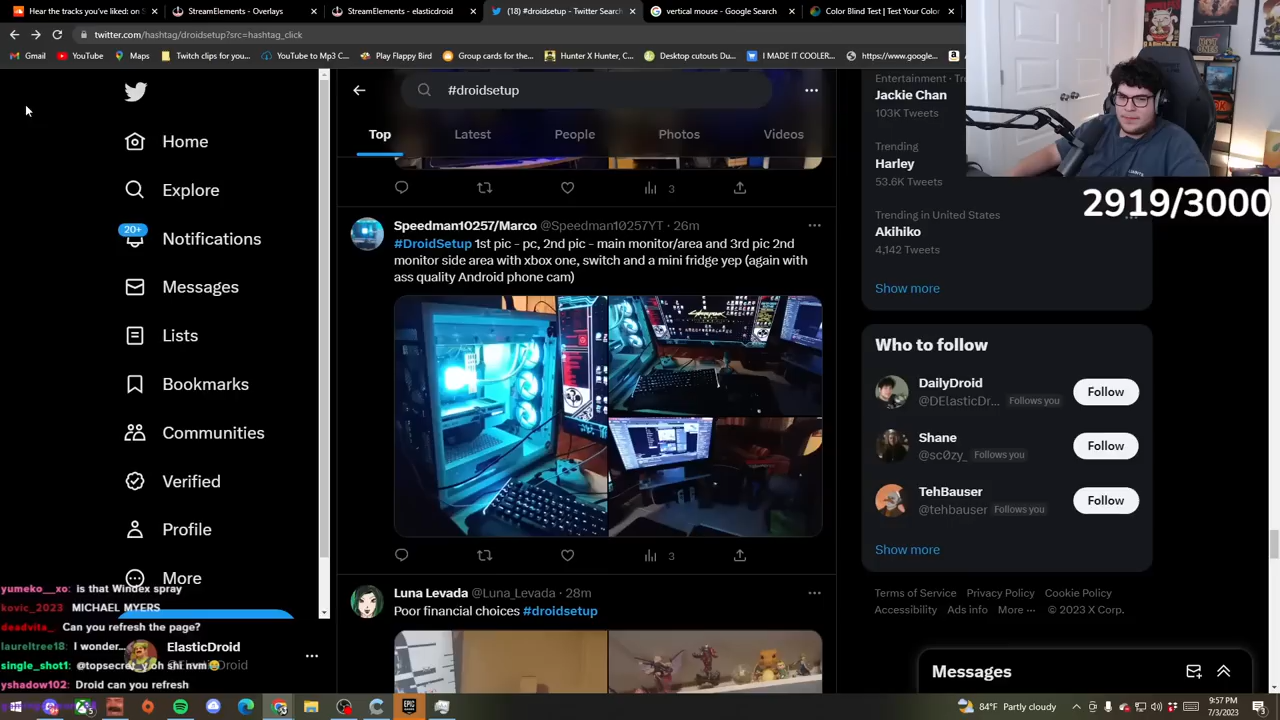 Hear the tracks you've liked: on S
StreamElements - Overlays
StreamElements - elasticdroid
(18) #droidsetup - Twitter Search
vertical mouse - Google Search
Color Blind Test | Test Your Color
twitter.com/hashtag/droidsetup?src=hashtag_click
Gmail
YouTube
Maps
Twitch clips for you...
YouTube to Mp3 C...
Play Flappy Bird
Group cards for the...
Hunter X Hunter, C...
Desktop cutouts Du...
I MADE IT COOLER...
https://www.google...
Home
Explore
20+
Notifications
Messages
Lists
Bookmarks
Communities
Verified
Profile
More
ElasticDroid
#droidsetup
Top
Latest
People
Photos
Videos
3
Speedman10257/Marco @Speedman10257YT · 26m
#DroidSetup 1st pic - pc, 2nd pic - main monitor/area and 3rd pic 2nd
monitor side area with xbox one, switch and a mini fridge yep (again with
ass quality Android phone cam)
3
Luna Levada @Luna_Levada · 28m
Poor financial choices #droidsetup
Jackie Chan
103K Tweets
Trending
Harley
53.6K Tweets
Trending in United States
Akihiko
4,142 Tweets
Show more
2919/3000
Who to follow
DailyDroid
@DElasticDr... Follows you
Follow
Shane
@sc0zy_ Follows you
Follow
TehBauser
@tehbauser Follows you
Follow
Show more
Terms of Service Privacy Policy Cookie Policy
Accessibility Ads info More ··· © 2023 X Corp.
Messages
yumeko__xo: is that Windex spray
kovic_2023 MICHAEL MYERS
deadvita_ Can you refresh the page?
laureltree18: I wonder...
single_shot1: oh shi nvm
yshadow102: Droid can you refresh
84°F Partly cloudy
9:57 PM
7/3/2023